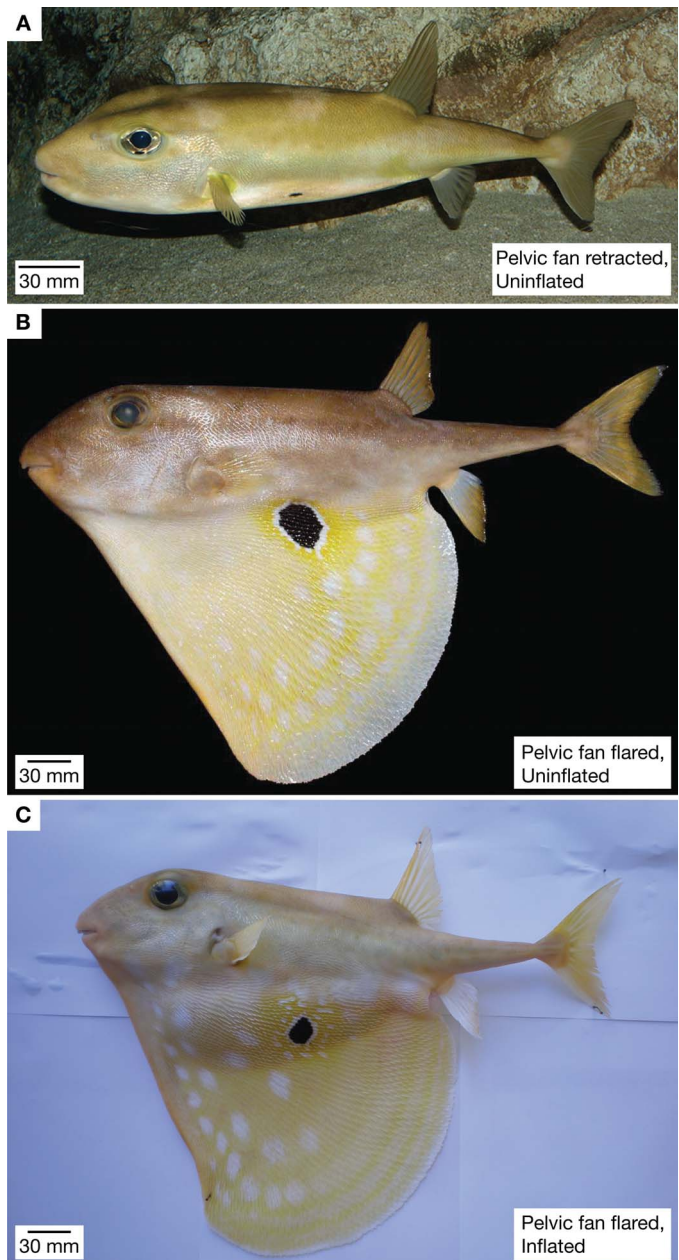 A
30 mm
Pelvic fan retracted,
Uninflated
B
30 mm
Pelvic fan flared,
Uninflated
C
30 mm
Pelvic fan flared,
Inflated